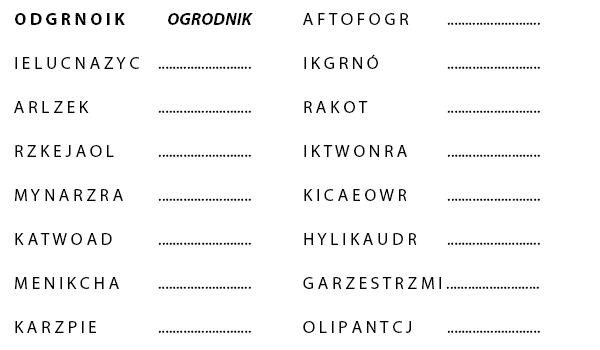 ODGRNOIK OGRODNIK AFTOFOGR ..........................
IELUCNAZYC .......................... IKGRNÓ ..........................
ARLZEK .......................... RAKOT ..........................
RZKEJAOL .......................... IKTWONRA ..........................
MYNARZRA .......................... KICAEOWR ..........................
KATWOAD .......................... HYLIKAUDR ..........................
MENIKCHA .......................... GARZESTRZMI ..........................
KARZPIE .......................... OLIPANTCJ ..........................